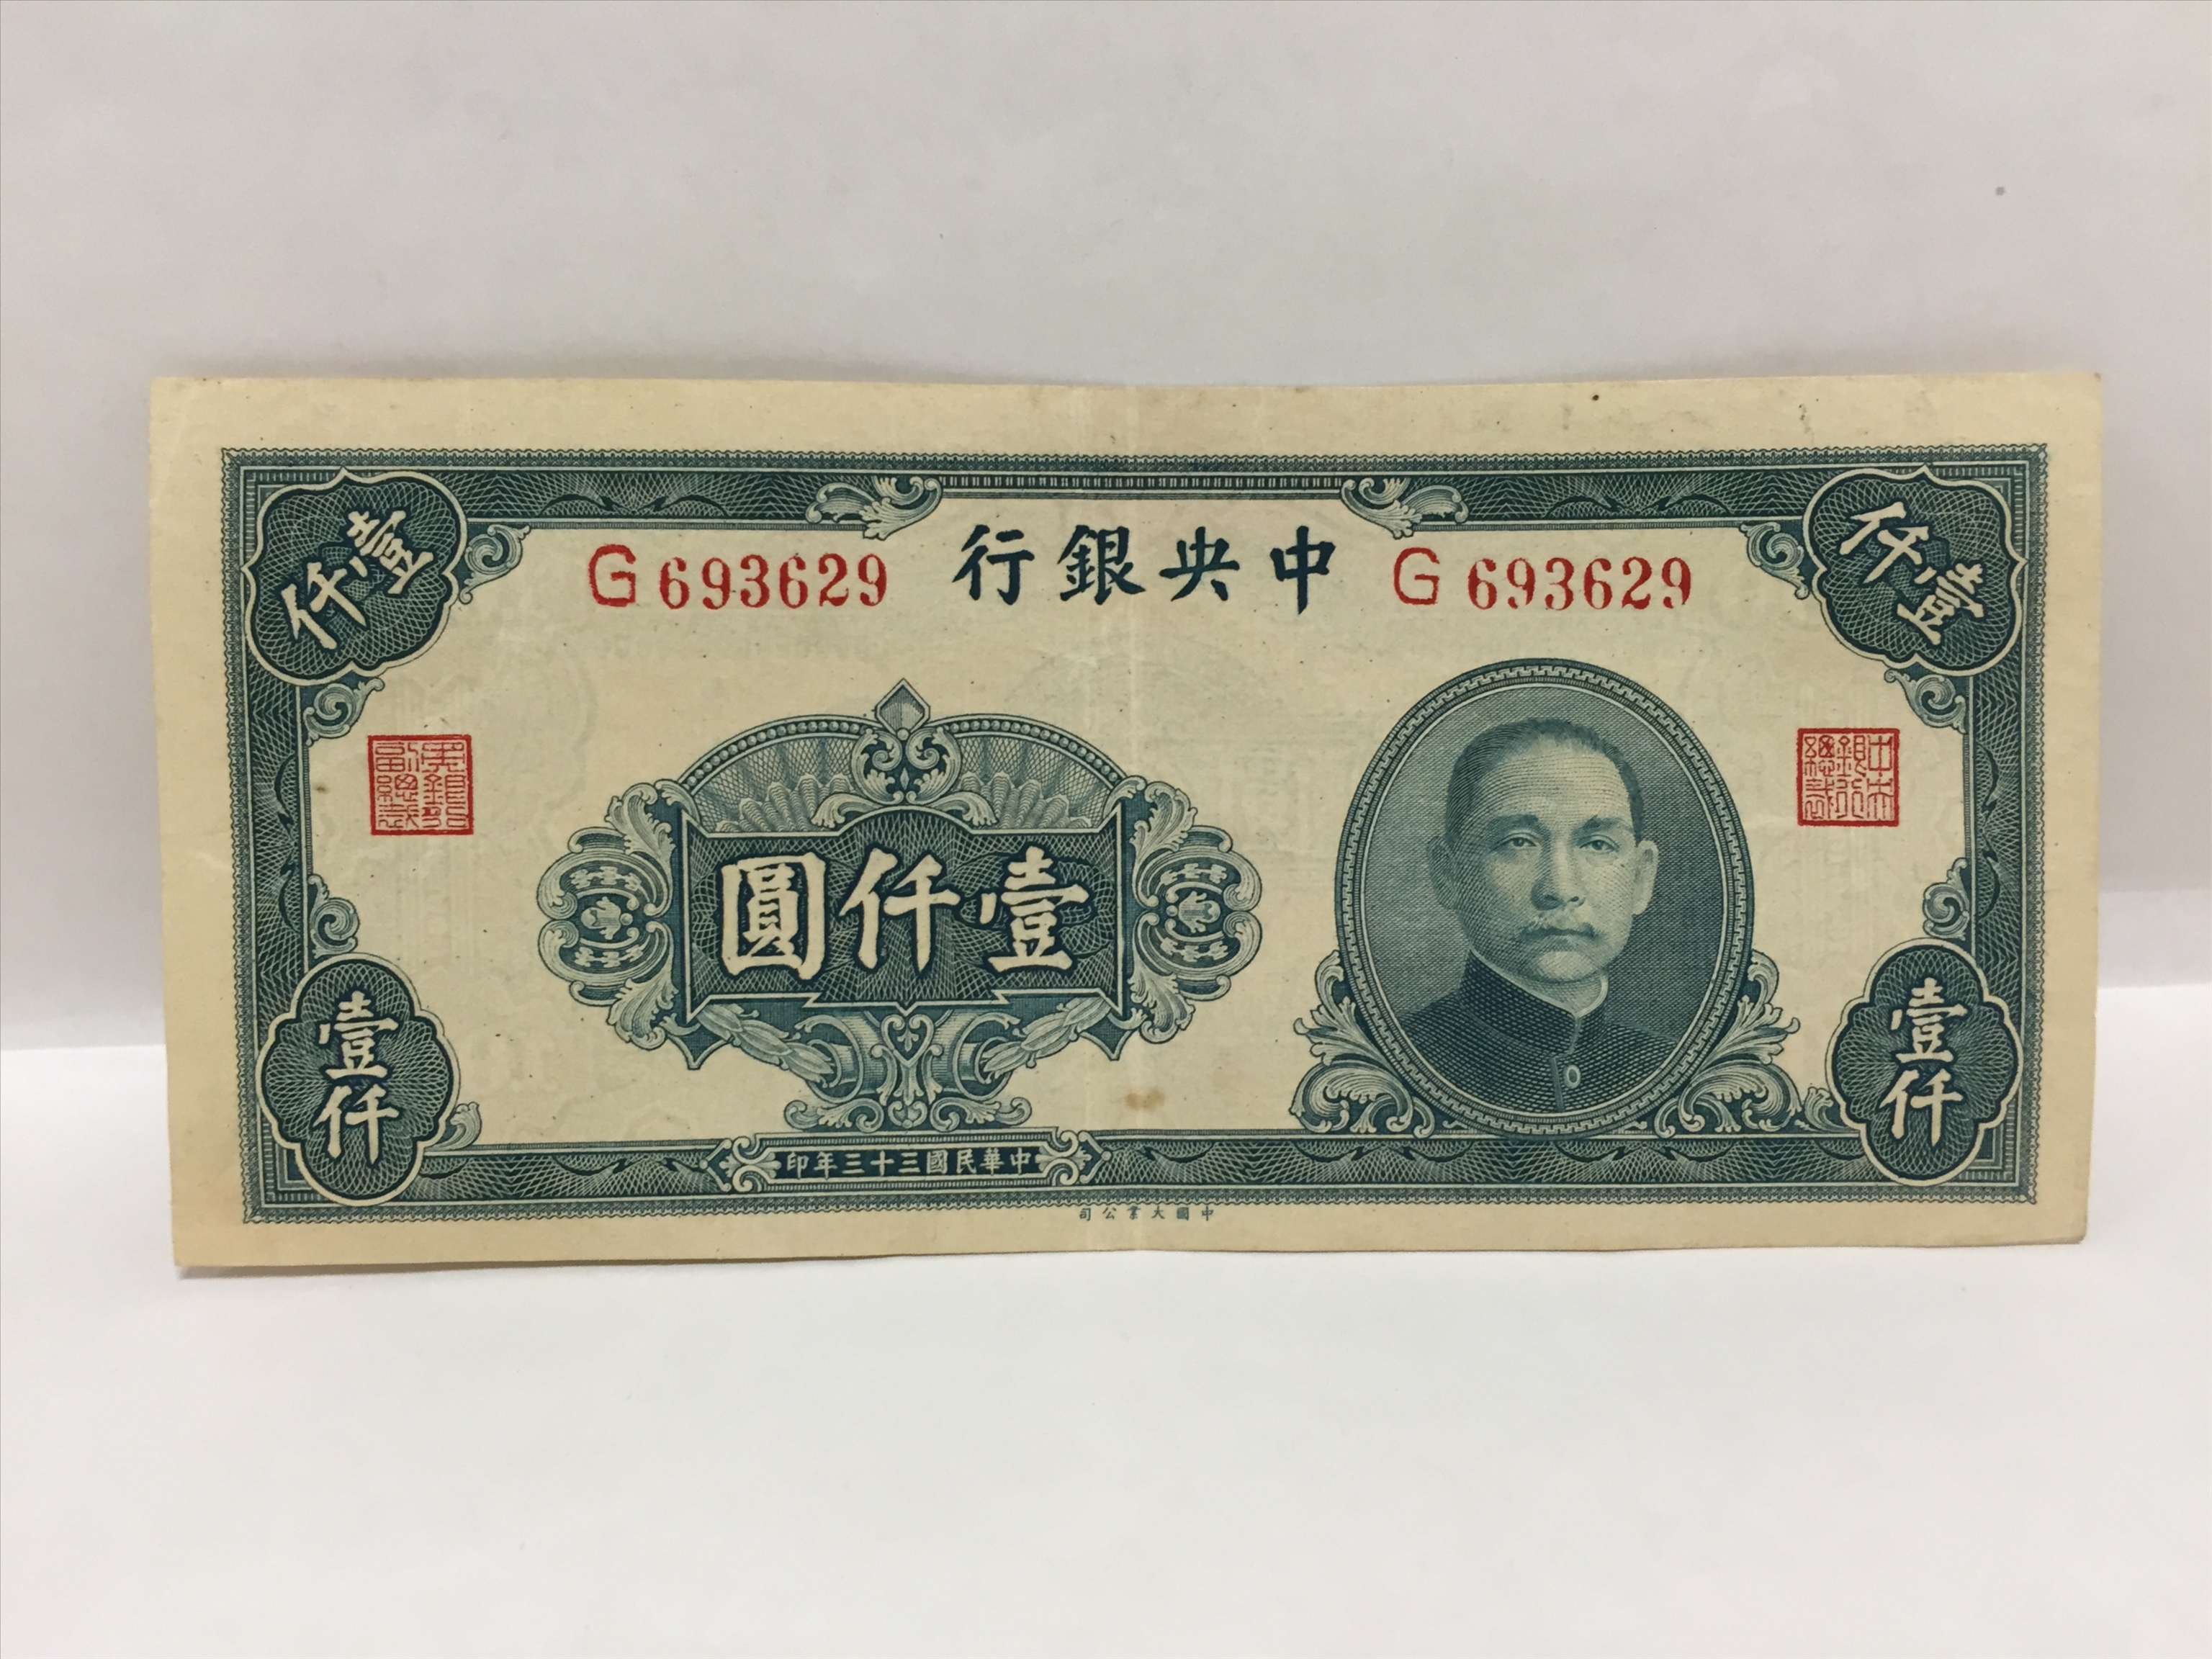 壹仟
壹仟
G693629
中央銀行
G693629
壹仟圓
壹仟
壹仟
中華民國三十三年印
中國大業公司